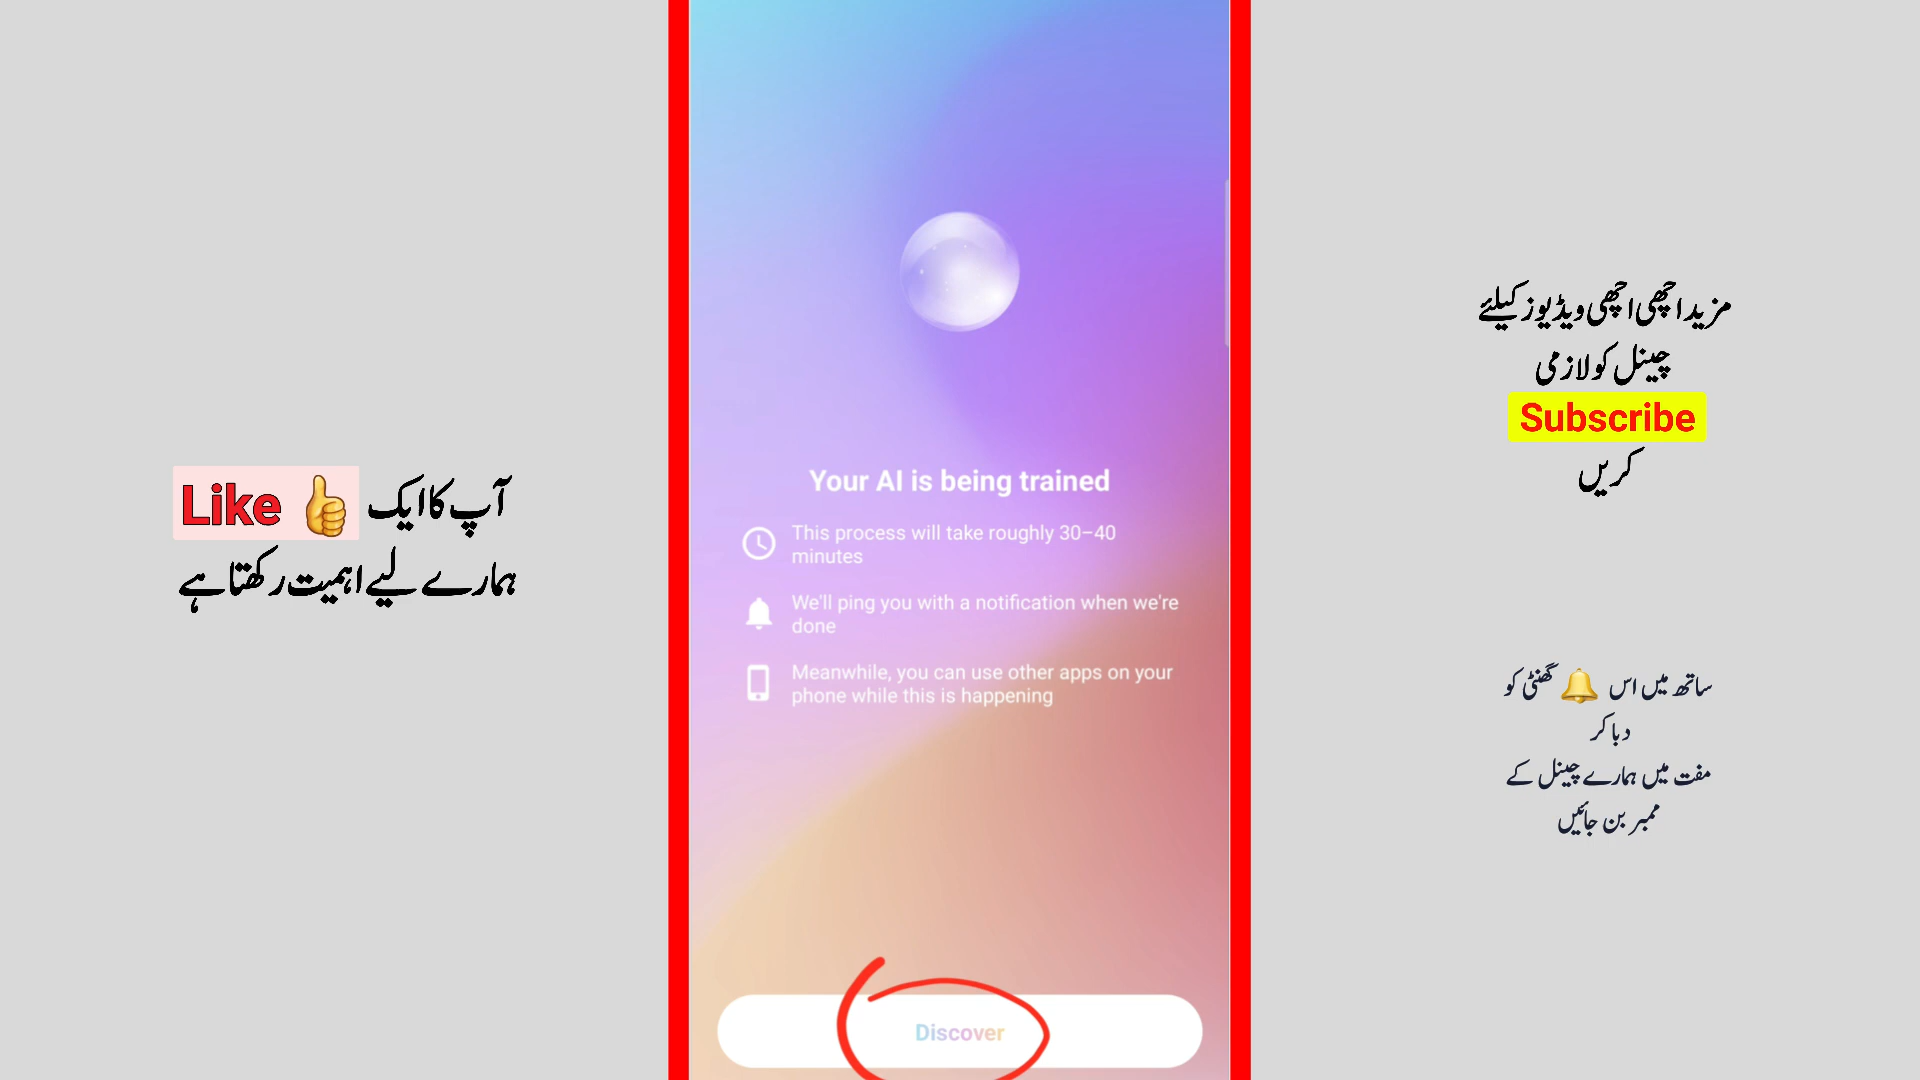 آپ کا ایک 👍 Like
ہمارے لیے اہمیت رکھتا ہے
Your AI is being trained
This process will take roughly 30–40
minutes
We'll ping you with a notification when we're
done
Meanwhile, you can use other apps on your
phone while this is happening
Discover
مزید اچھی اچھی ویڈیوز کیلئے
چینل کو لازمی
Subscribe
کریں
ساتھ میں اس 🔔 گھنٹی کو
دبا کر
مفت میں ہمارے چینل کے
ممبر بن جائیں